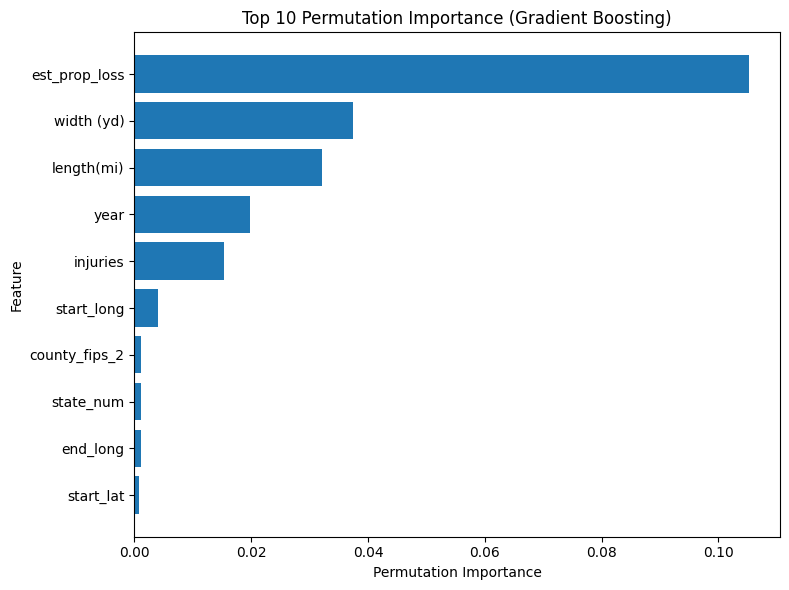 Top 10 Permutation Importance (Gradient Boosting)
Feature
est_prop_loss
width (yd)
length(mi)
year
injuries
start_long
county_fips_2
state_num
end_long
start_lat
0.00 0.02 0.04 0.06 0.08 0.10
Permutation Importance